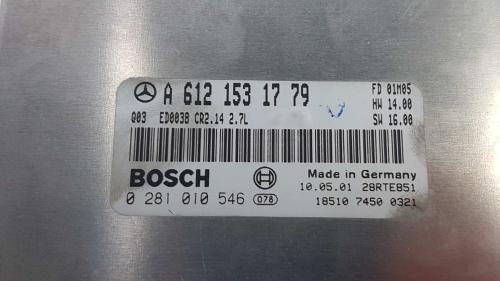 A 612 153 17 79
FD 01M05
Q03 ED003B CR2.14 2.7L
HW 14.00
SW 16.00
BOSCH
Made in Germany
10.05.01 28RTE851
0 281 010 546 078
18510 7450 0321